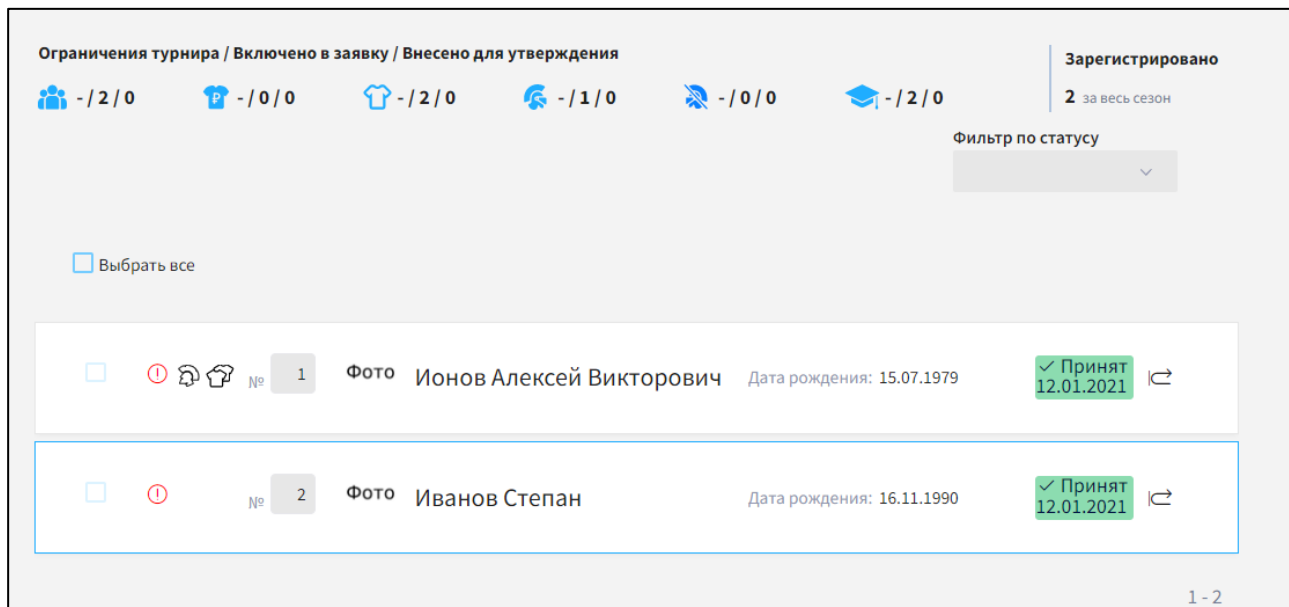 Ограничения турнира / Включено в заявку / Внесено для утверждения
Зарегистрировано
- / 2 / 0 - / 0 / 0 - / 2 / 0 - / 1 / 0 - / 0 / 0 - / 2 / 0
2 за весь сезон
Фильтр по статусу
Выбрать все
№ 1 Фото Ионов Алексей Викторович Дата рождения: 15.07.1979 Принят
12.01.2021
№ 2 Фото Иванов Степан Дата рождения: 16.11.1990 Принят
12.01.2021
1 - 2